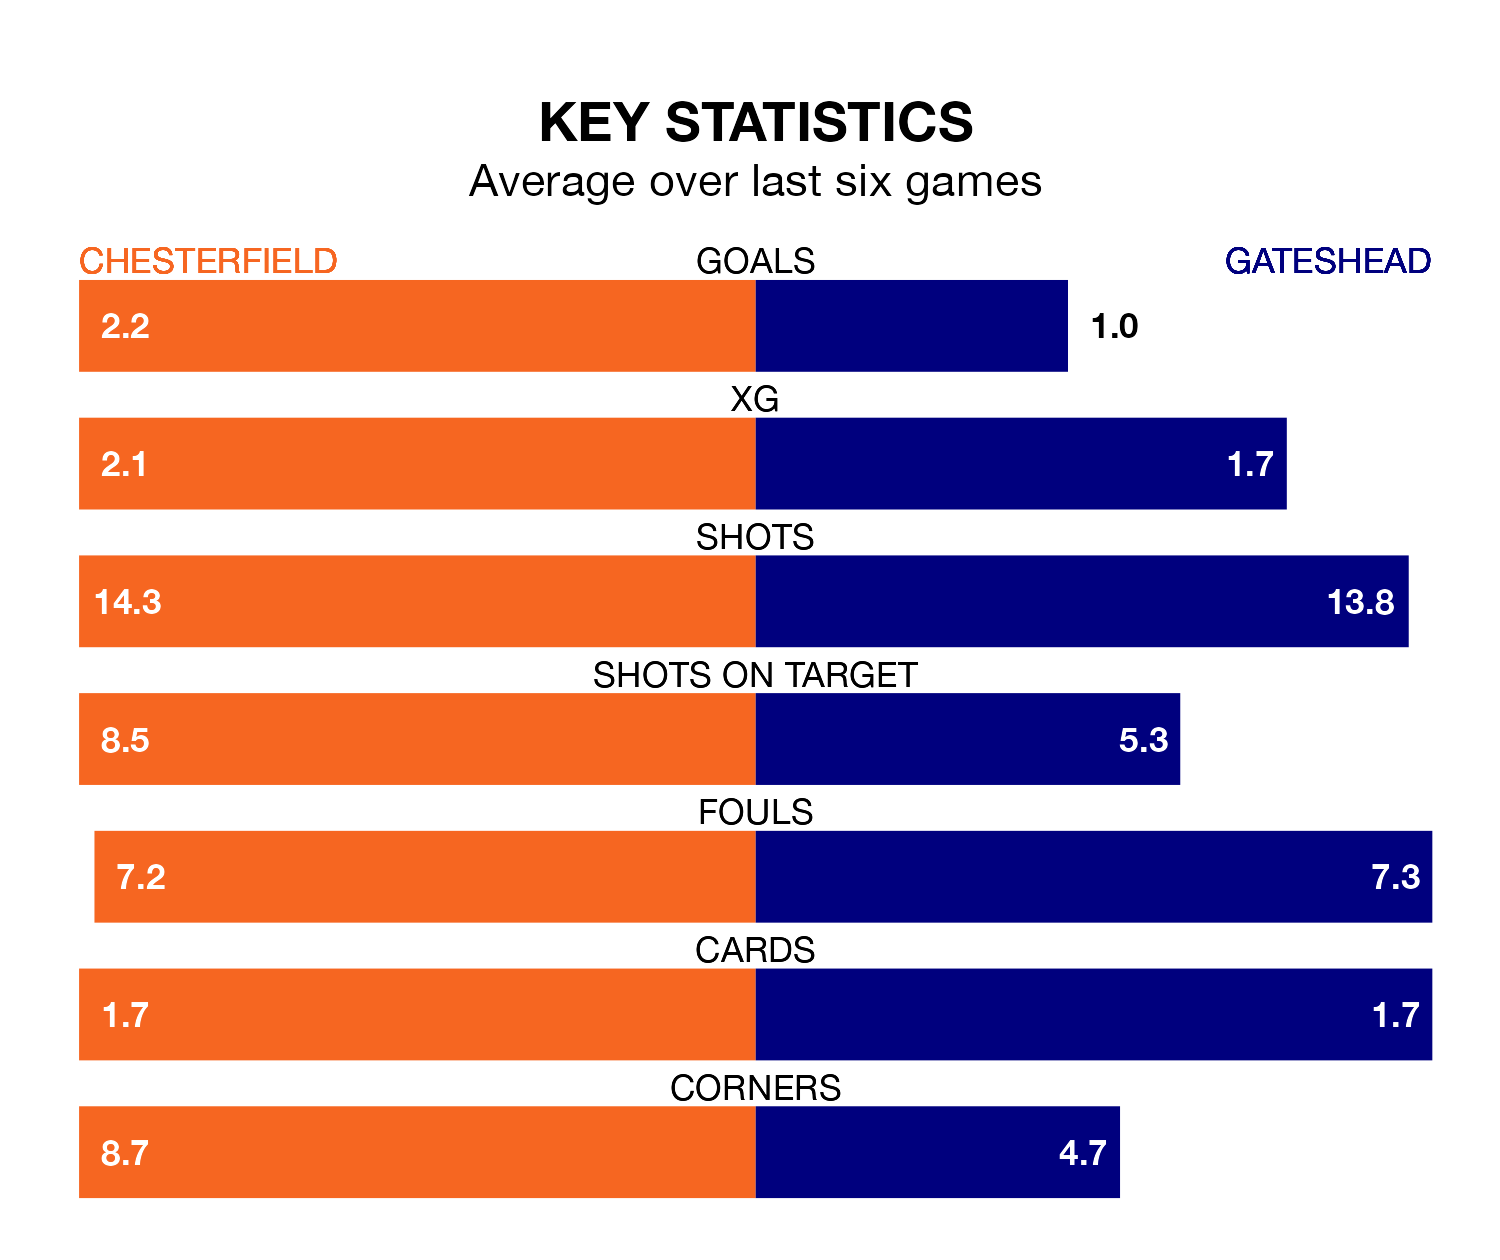 KEY STATISTICS
Average over last six games
CHESTERFIELD GOALS GATESHEAD
2.2 1.0
XG
2.1 1.7
SHOTS
14.3 13.8
SHOTS ON TARGET
8.5 5.3
FOULS
7.2 7.3
CARDS
1.7 1.7
CORNERS
8.7 4.7